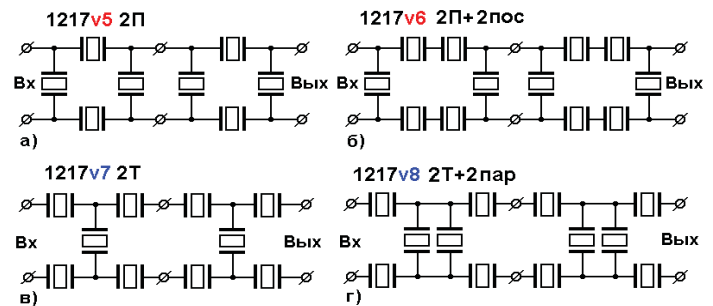 1217v5 2П
Вх
Вых
а)
1217v6 2П+2пос
Вх
Вых
б)
1217v7 2Т
Вх
Вых
в)
1217v8 2Т+2пар
Вх
Вых
г)